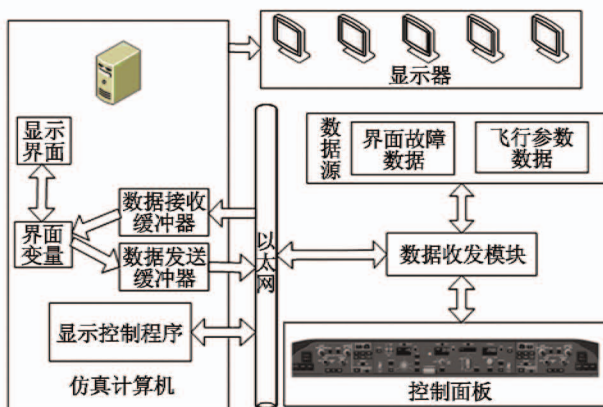 显示器
显示
界面
界面
变量
数据接收
缓冲器
数据发送
缓冲器
显示控制程序
仿真计算机
以太网
数据源
界面故障
数据
飞行参数
数据
数据收发模块
控制面板